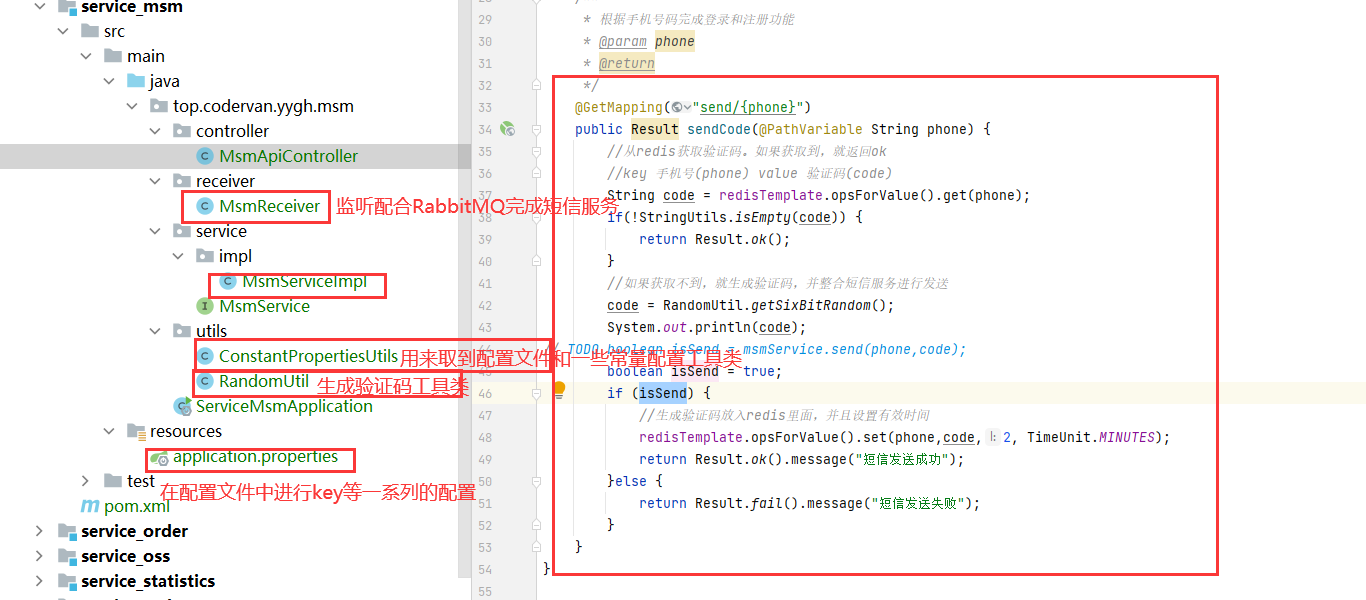 service_msm
src
main
java
top.codervan.yygh.msm
controller
MsmApiController
receiver
MsmReceiver
监听配合RabbitMQ完成短信服务
service
impl
MsmServiceImpl
MsmService
utils
ConstantPropertiesUtils
用来取到配置文件和一些常量配置工具类
RandomUtil
生成验证码工具类
ServiceMsmApplication
resources
application.properties
test
在配置文件中进行key等一系列的配置
pom.xml
service_order
service_oss
service_statistics
29 * 根据手机号码完成登录和注册功能
30 * @param phone
31 * @return
32 */
33 @GetMapping("send/{phone}")
34 public Result sendCode(@PathVariable String phone) {
35 //从redis获取验证码。如果获取到，就返回ok
36 //key 手机号(phone) value 验证码(code)
37 String code = redisTemplate.opsForValue().get(phone);
38 if(!StringUtils.isEmpty(code)) {
39 return Result.ok();
40 }
41 //如果获取不到，就生成验证码，并整合短信服务进行发送
42 code = RandomUtil.getSixBitRandom();
43 System.out.println(code);
// TODO boolean isSend = msmService.send(phone,code);
boolean isSend = true;
46 if (isSend) {
47 //生成验证码放入redis里面，并且设置有效时间
48 redisTemplate.opsForValue().set(phone,code, l: 2, TimeUnit.MINUTES);
49 return Result.ok().message("短信发送成功");
50 }else {
51 return Result.fail().message("短信发送失败");
52 }
53 }
54 }
55